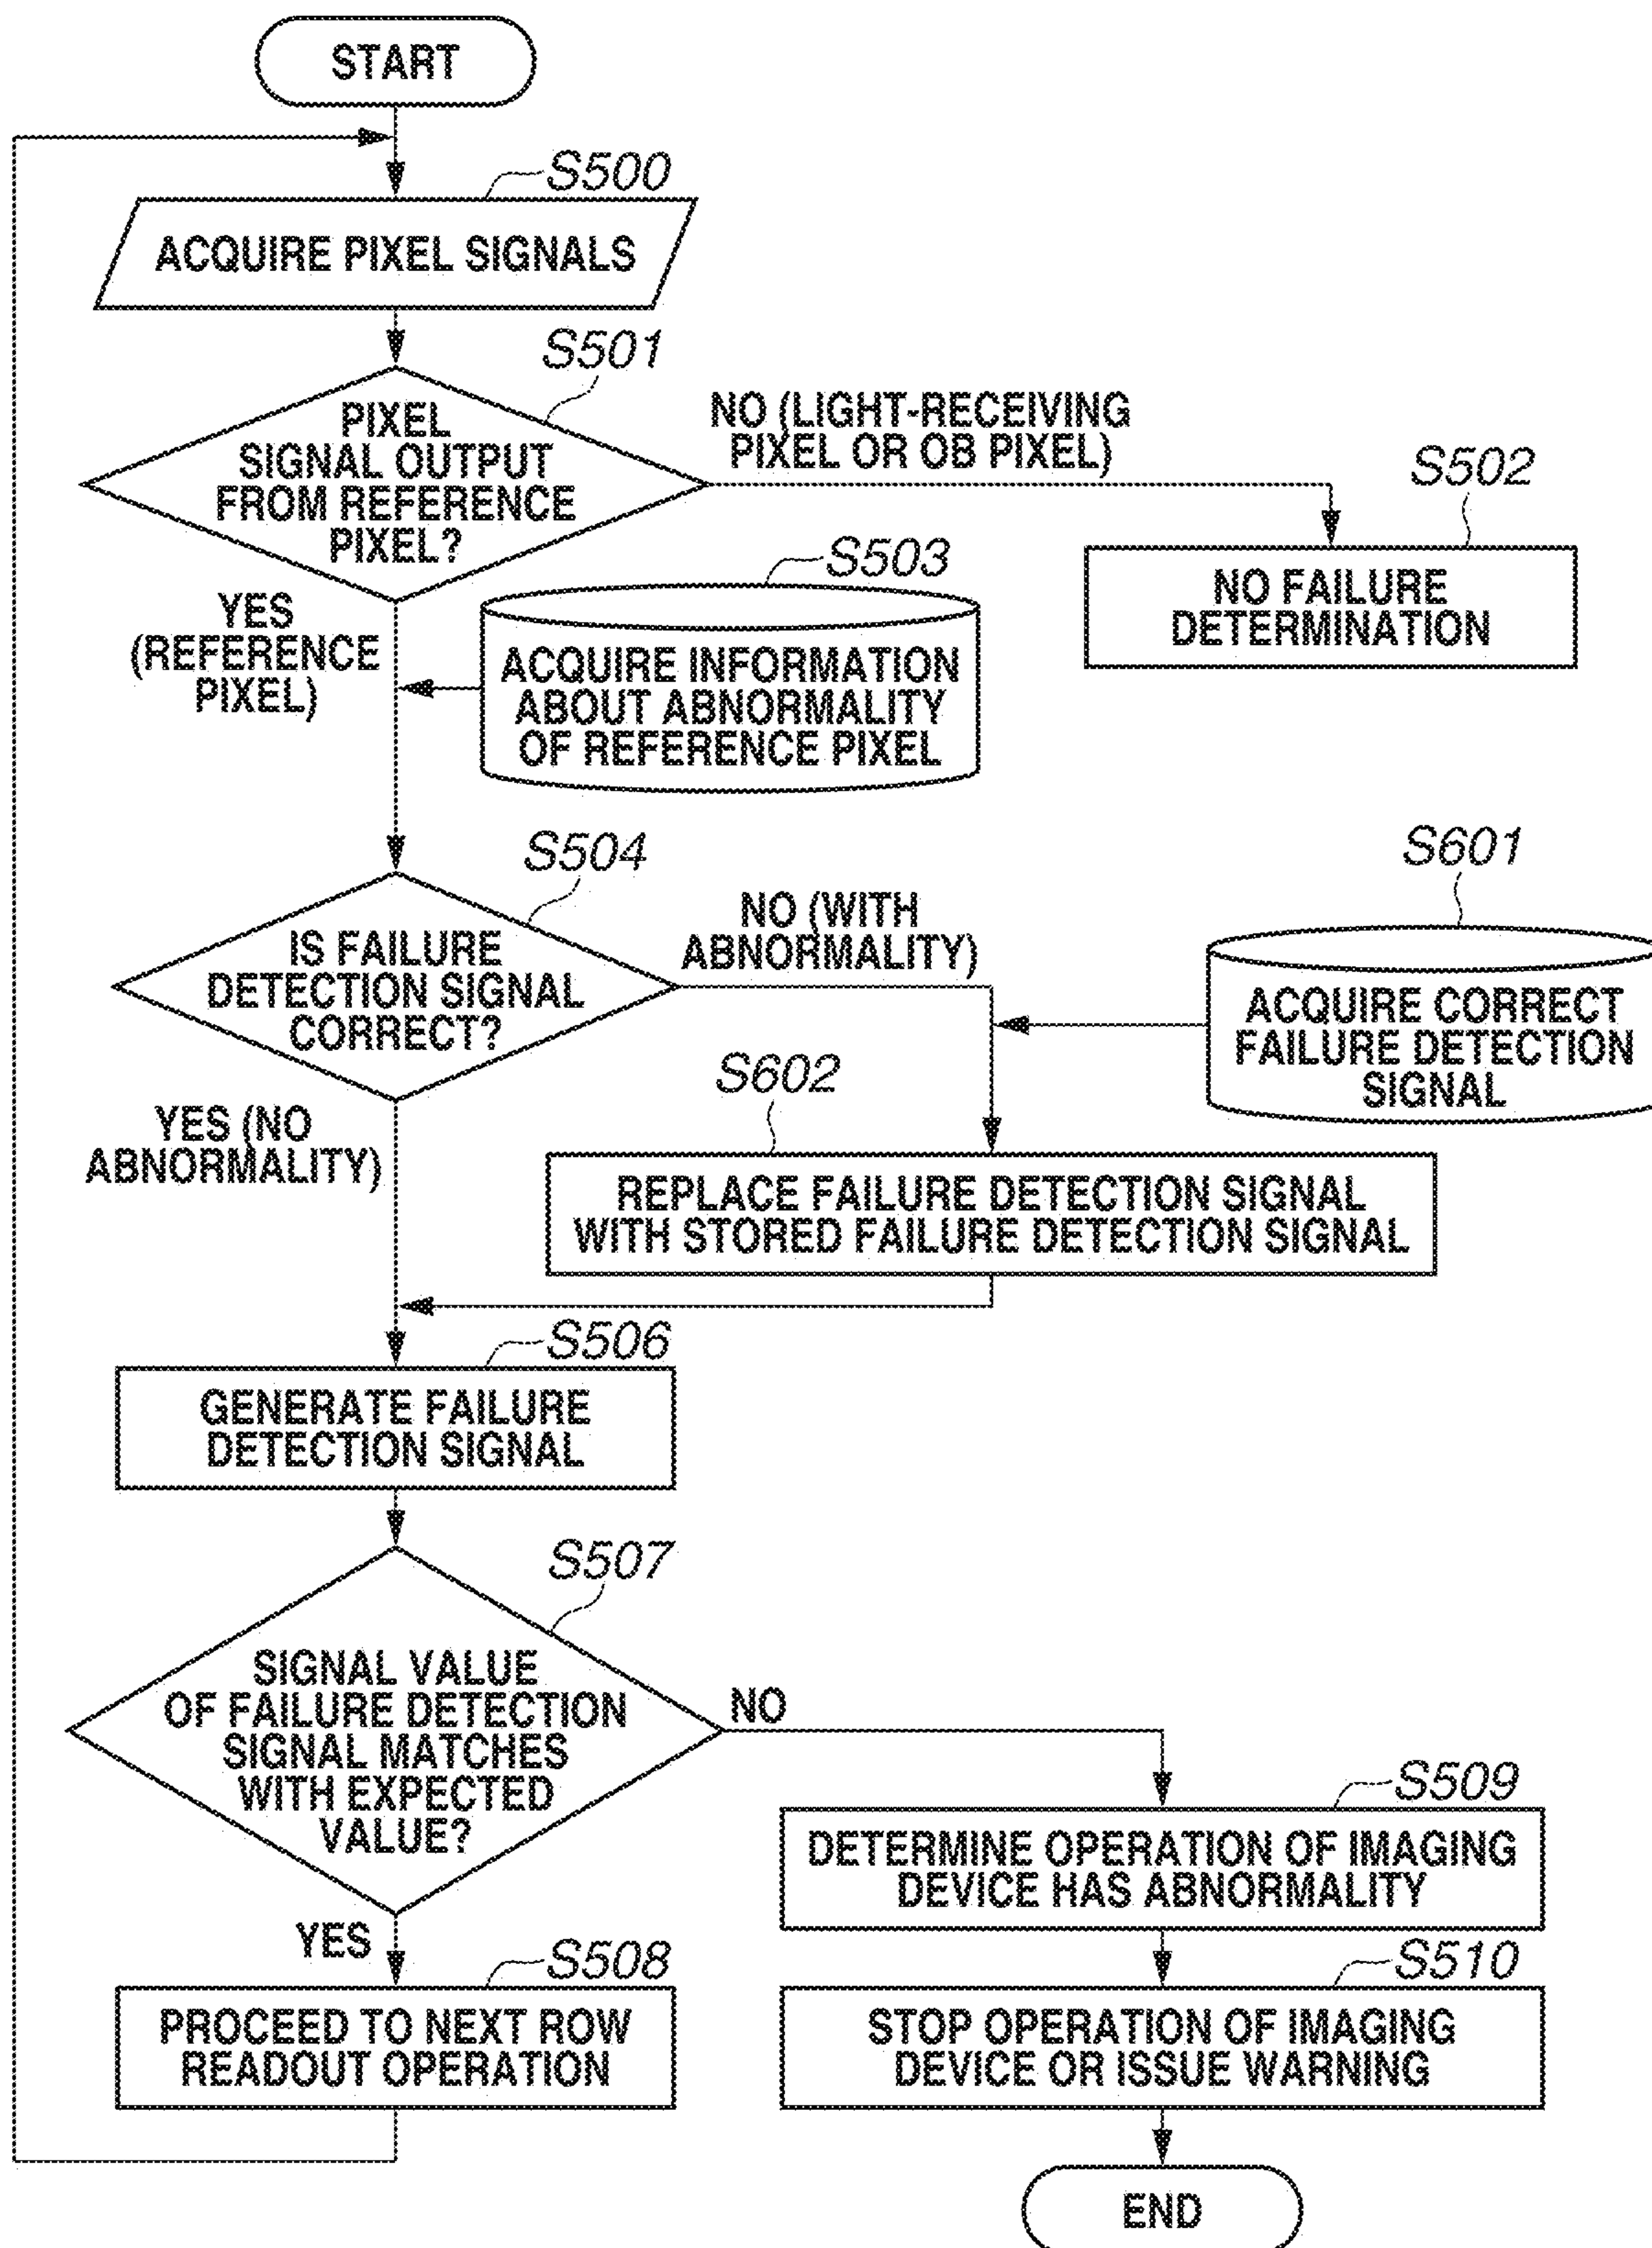 START
S500
ACQUIRE PIXEL SIGNALS
S501
PIXEL
SIGNAL OUTPUT
FROM REFERENCE
PIXEL?
NO (LIGHT-RECEIVING
PIXEL OR OB PIXEL)
S502
NO FAILURE
DETERMINATION
YES
(REFERENCE
PIXEL)
S503
ACQUIRE INFORMATION
ABOUT ABNORMALITY
OF REFERENCE PIXEL
S504
IS FAILURE
DETECTION SIGNAL
CORRECT?
NO (WITH
ABNORMALITY)
S601
ACQUIRE CORRECT
FAILURE DETECTION
SIGNAL
YES (NO
ABNORMALITY)
S602
REPLACE FAILURE DETECTION SIGNAL
WITH STORED FAILURE DETECTION SIGNAL
S506
GENERATE FAILURE
DETECTION SIGNAL
S507
SIGNAL VALUE
OF FAILURE DETECTION
SIGNAL MATCHES
WITH EXPECTED
VALUE?
NO
YES
S508
PROCEED TO NEXT ROW
READOUT OPERATION
S509
DETERMINE OPERATION OF IMAGING
DEVICE HAS ABNORMALITY
S510
STOP OPERATION OF IMAGING
DEVICE OR ISSUE WARNING
END